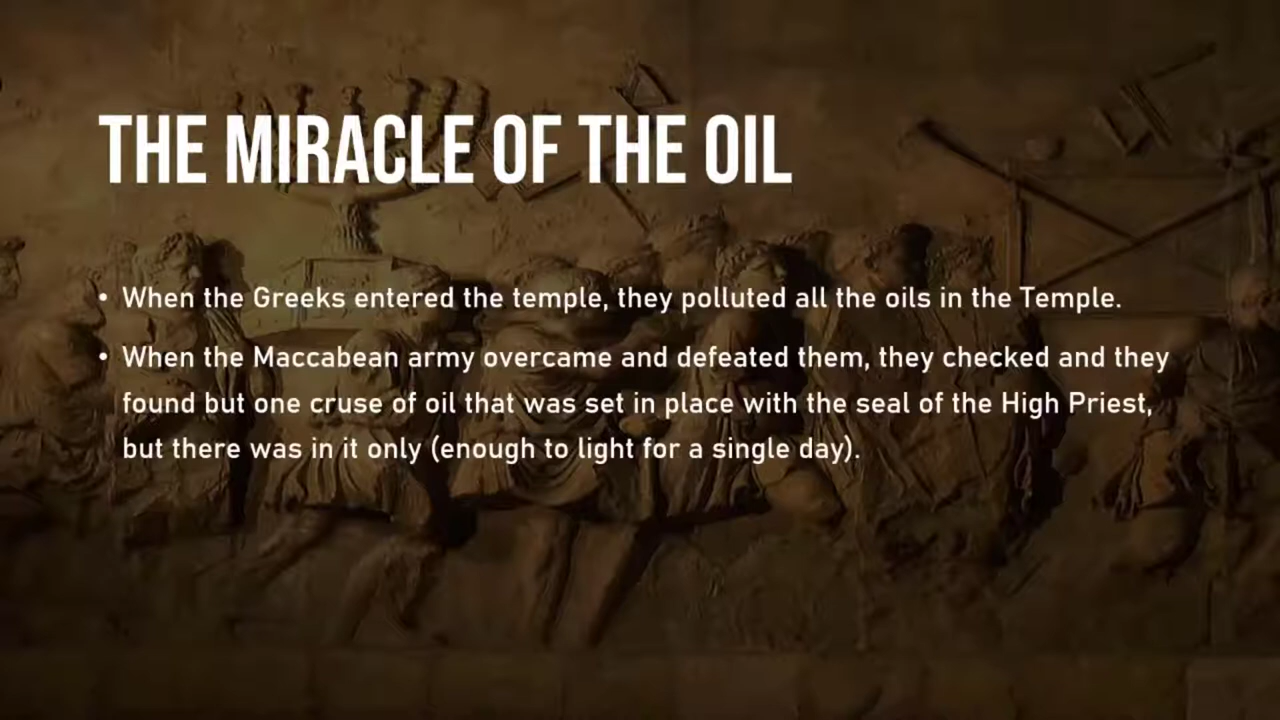 THE MIRACLE OF THE OIL
• When the Greeks entered the temple, they polluted all the oils in the Temple.
• When the Maccabean army overcame and defeated them, they checked and they
found but one cruse of oil that was set in place with the seal of the High Priest,
but there was in it only (enough to light for a single day).